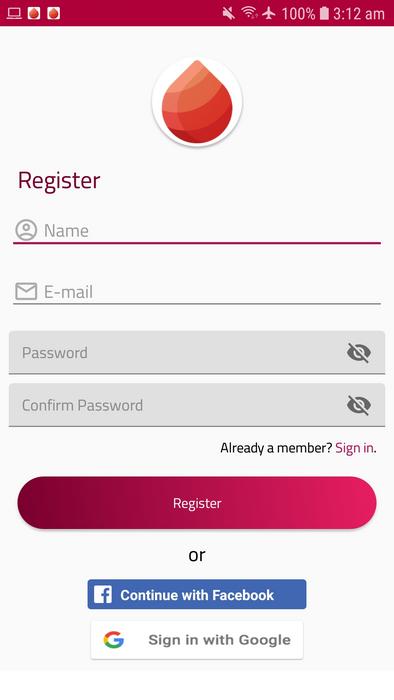 100% 3:12 am
Register
Name
E-mail
Password
Confirm Password
Already a member? Sign in.
Register
or
Continue with Facebook
Sign in with Google